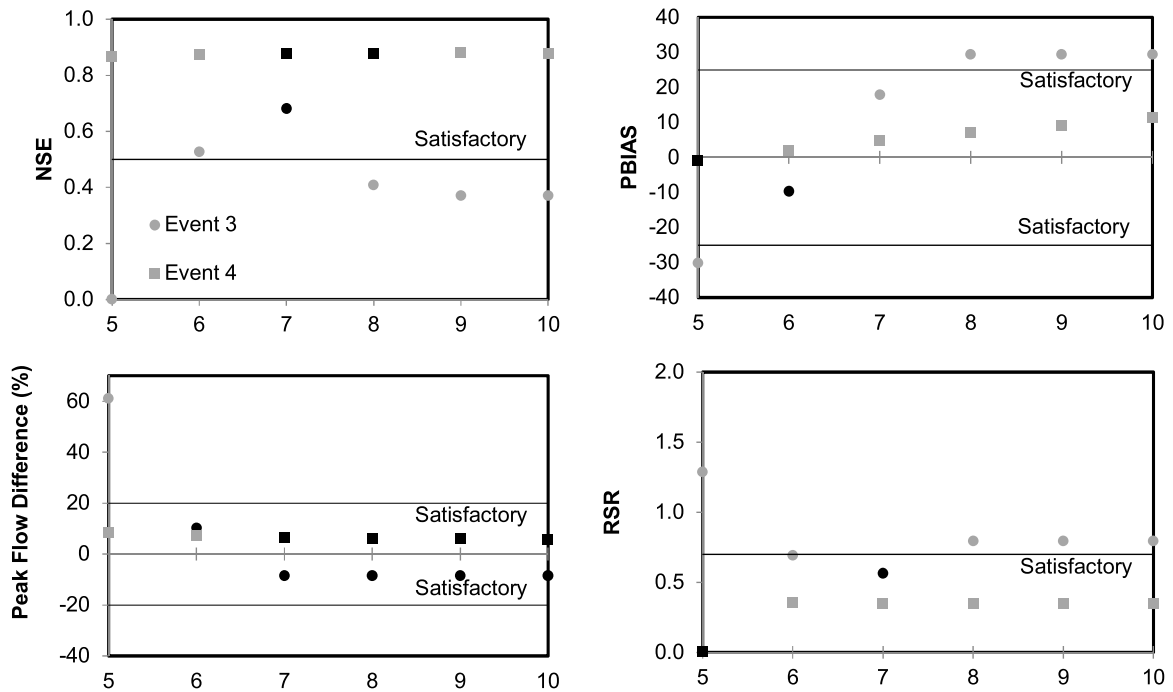 NSE
1.0
0.8
0.6
0.4
0.2
0.0
Satisfactory
Event 3
Event 4
5 6 7 8 9 10
PBIAS
40
30
20
10
0
-10
-20
-30
-40
Satisfactory
Satisfactory
5 6 7 8 9 10
Peak Flow Difference (%)
60
40
20
0
-20
-40
Satisfactory
Satisfactory
5 6 7 8 9 10
RSR
2.0
1.5
1.0
0.5
0.0
Satisfactory
5 6 7 8 9 10